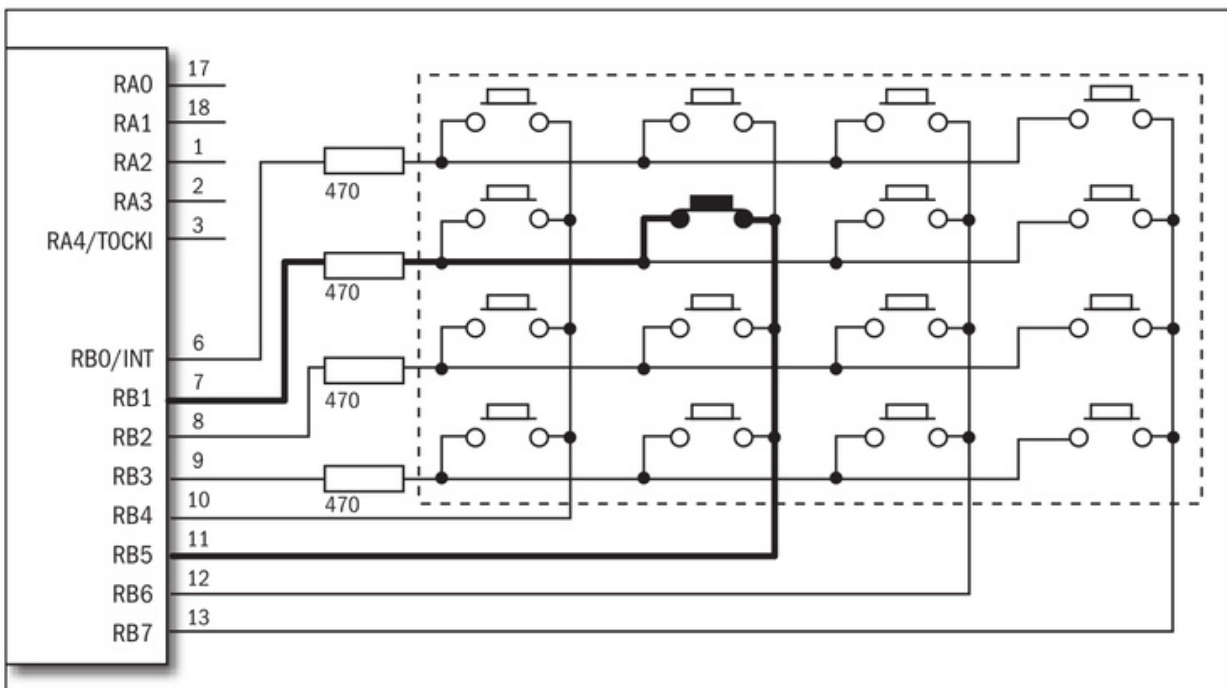 RA0 17
RA1 18
RA2 1
RA3 2
RA4/TOCKI 3
470
470
RB0/INT 6
RB1 7
470
RB2 8
RB3 9
470
RB4 10
RB5 11
RB6 12
RB7 13